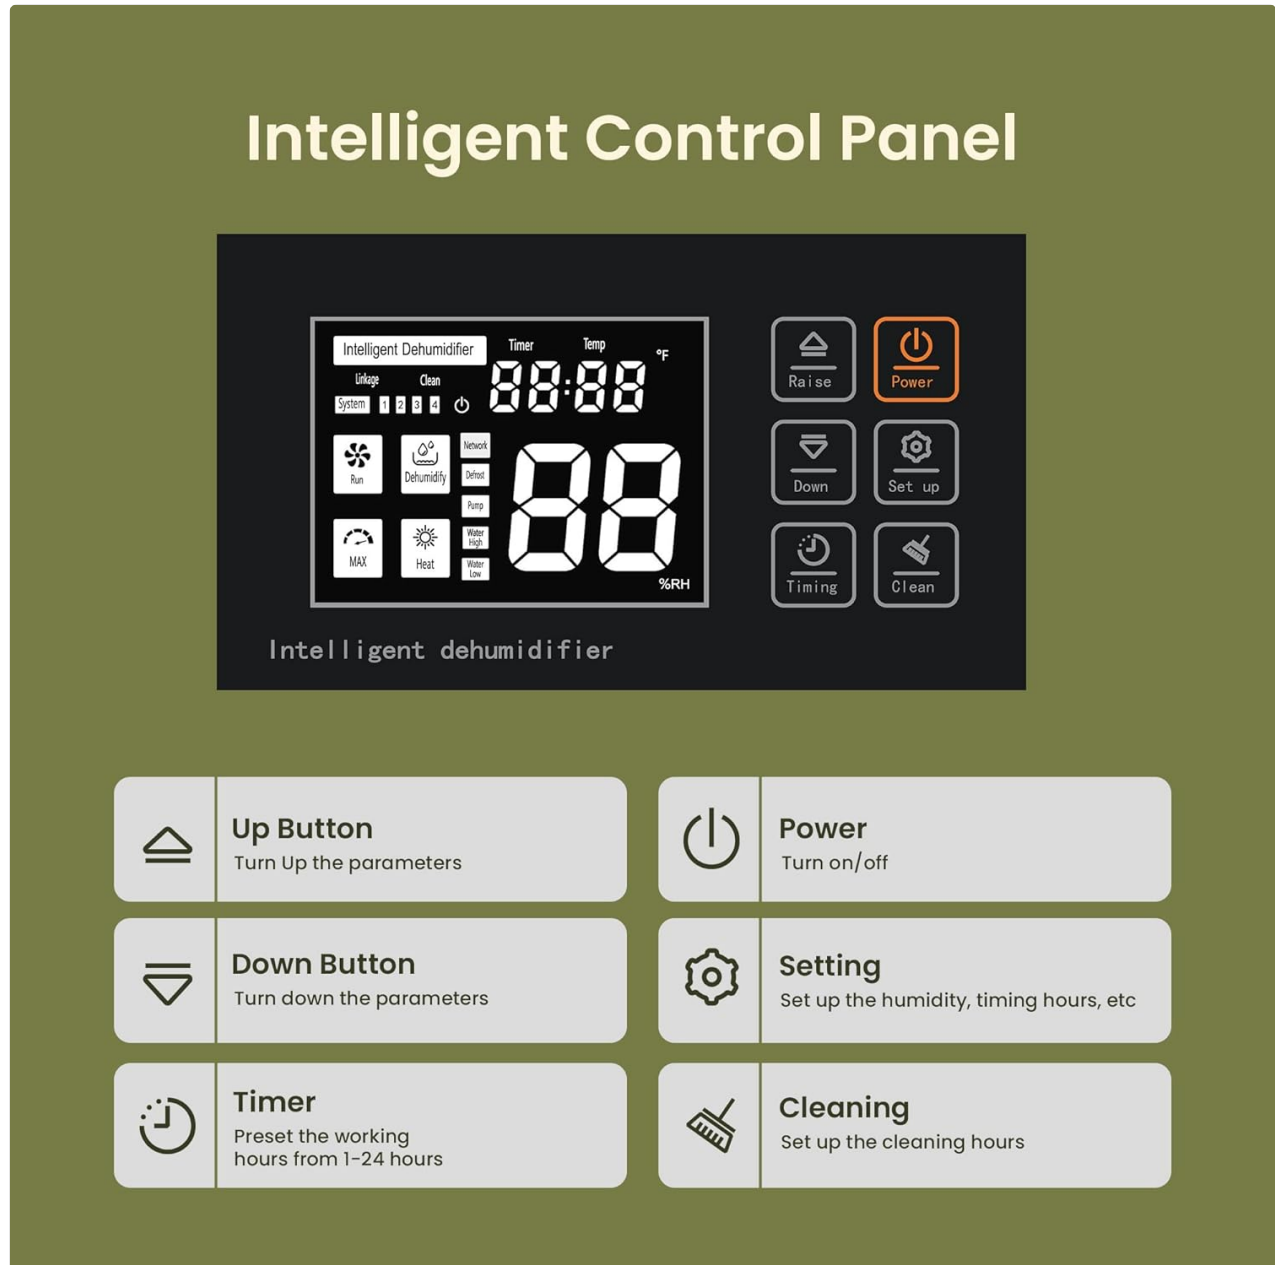 Intelligent Control Panel
Intelligent Dehumidifier
Timer Temp
°F
Linkage Clean
System 1 2 3 4
88:88
Run
Dehumidify
Network
Defrost
Pump
Water
High
Water
Low
MAX
Heat
88
%RH
Intelligent dehumidifier
Raise
Power
Down
Set up
Timing
Clean
Up Button
Turn Up the parameters
Power
Turn on/off
Down Button
Turn down the parameters
Setting
Set up the humidity, timing hours, etc
Timer
Preset the working
hours from 1-24 hours
Cleaning
Set up the cleaning hours